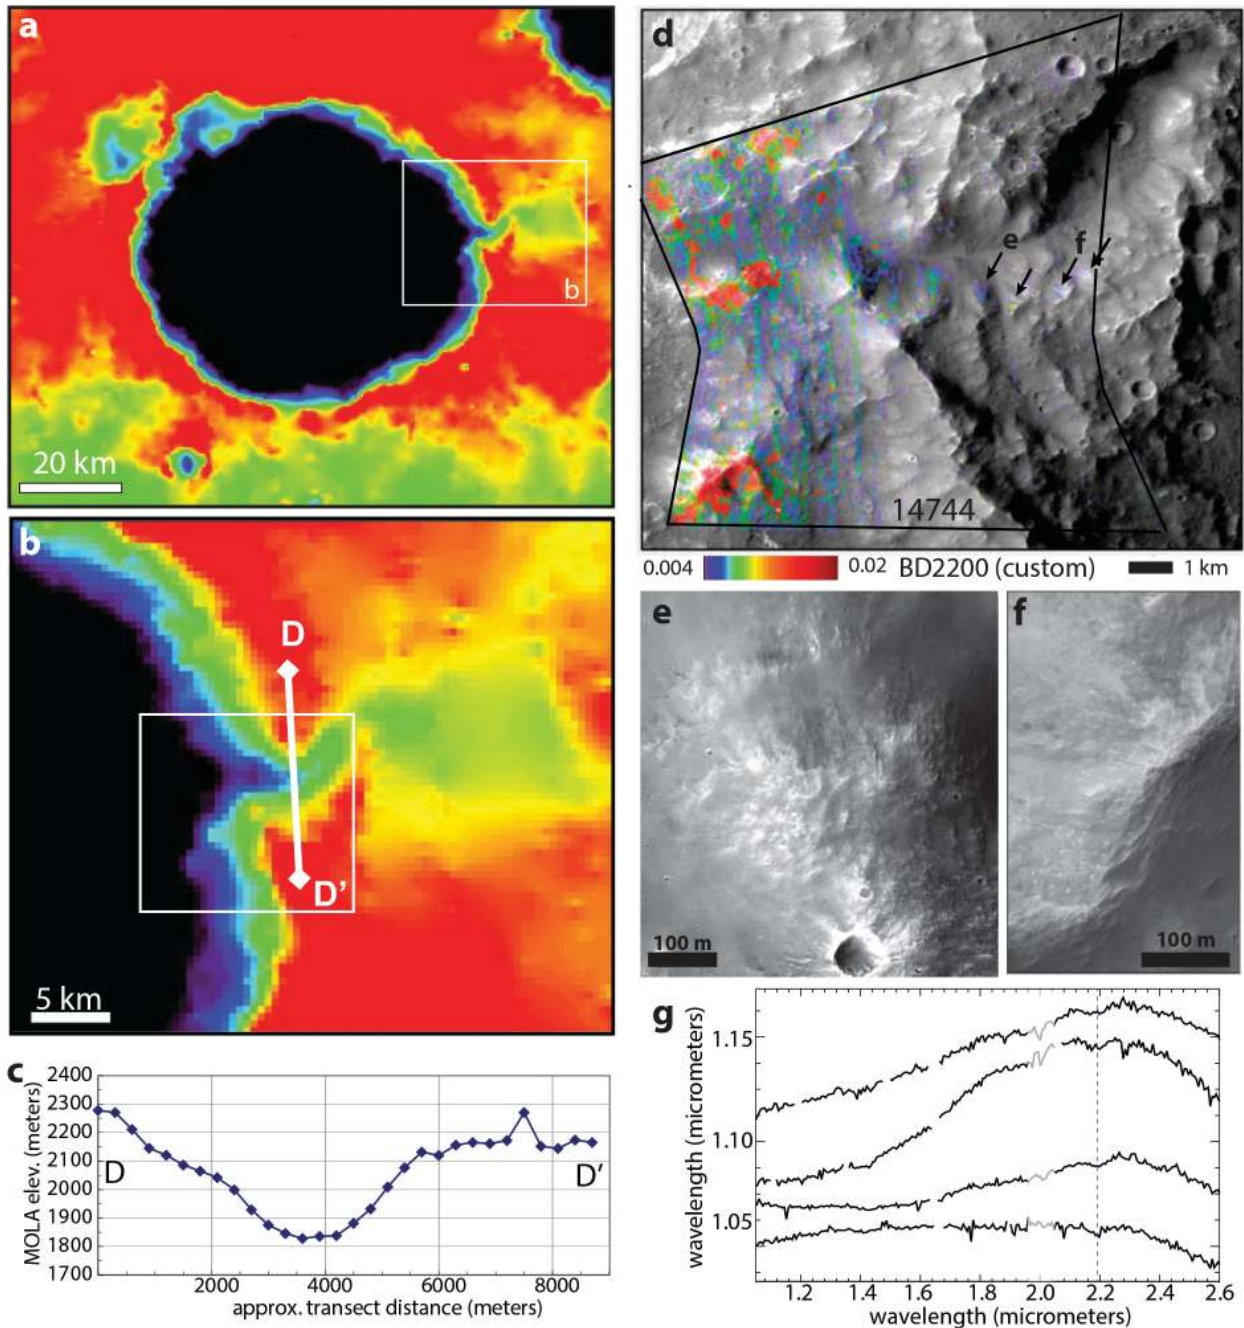 a
b
20 km
b
D
D'
5 km
c
2400
2300
2200
2100
2000
1900
1800
1700
MOLA elev. (meters)
D
D'
2000
4000
6000
8000
approx. transect distance (meters)
d
e
f
14744
0.004
0.02
BD2200 (custom)
1 km
e
100 m
f
100 m
g
wavelength (micrometers)
1.15
1.10
1.05
1.2
1.4
1.6
1.8
2.0
2.2
2.4
2.6
wavelength (micrometers)